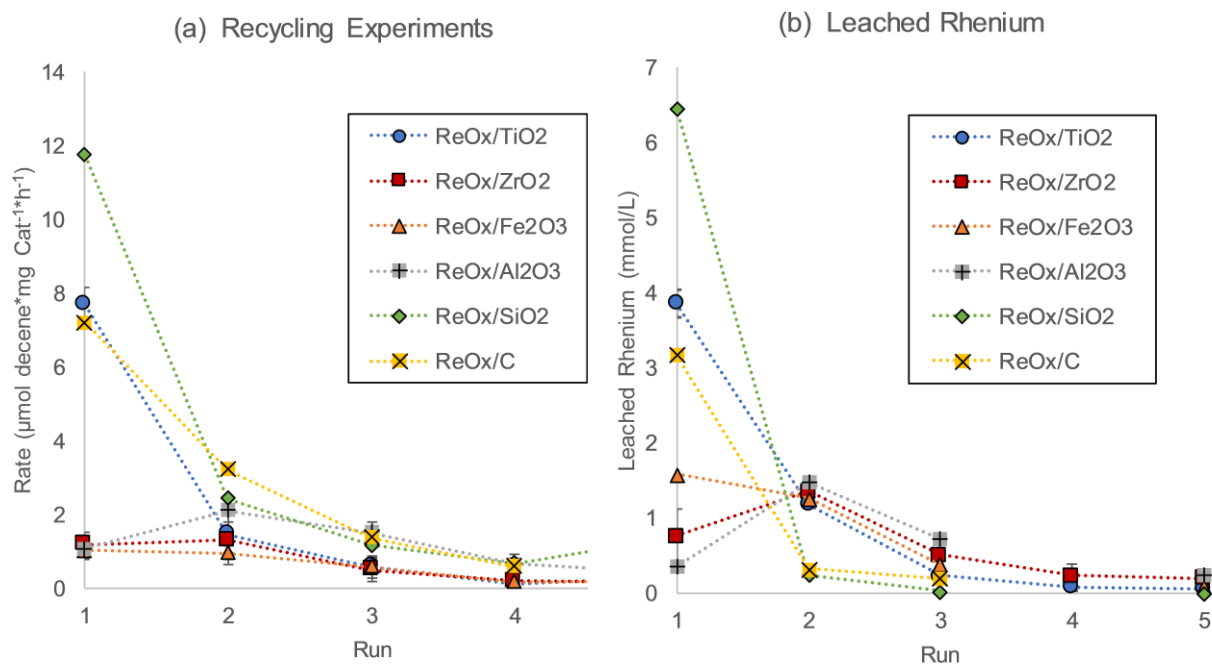 (a) Recycling Experiments
Rate (μmol decene*mg Cat⁻¹*h⁻¹)
14
12
10
8
6
4
2
0
1
2
3
4
Run
ReOx/TiO2
ReOx/ZrO2
ReOx/Fe2O3
ReOx/Al2O3
ReOx/SiO2
ReOx/C
(b) Leached Rhenium
Leached Rhenium (mmol/L)
7
6
5
4
3
2
1
0
1
2
3
4
5
Run
ReOx/TiO2
ReOx/ZrO2
ReOx/Fe2O3
ReOx/Al2O3
ReOx/SiO2
ReOx/C